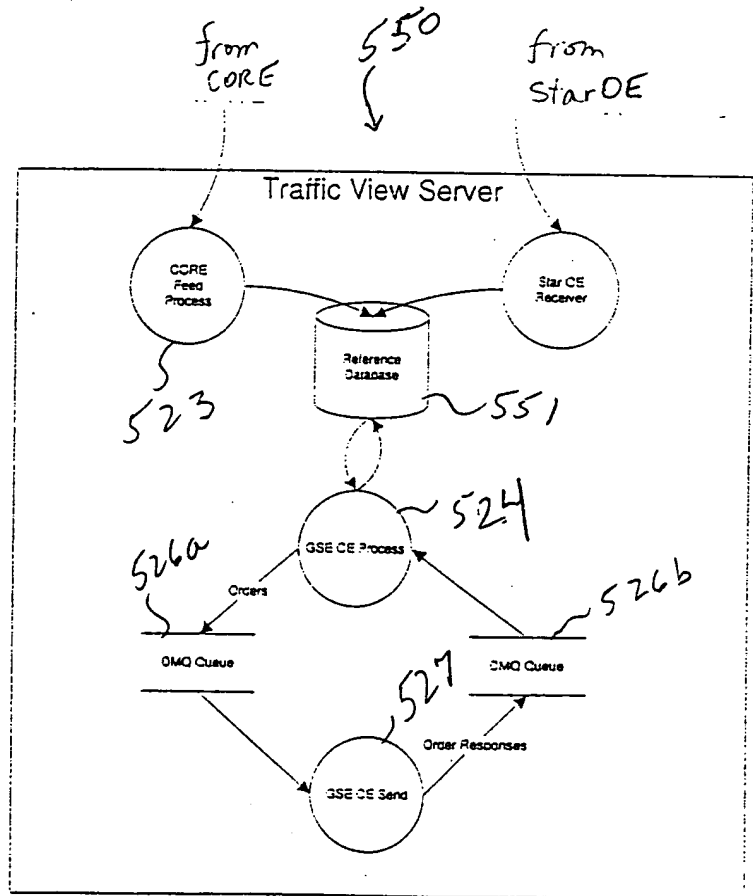 from
CORE
550
from
StarOE
Traffic View Server
CORE
Feed
Process
Star OE
Receiver
Reference
Database
523
551
GSE OE Process
524
526a
Orders
526b
DMQ Queue
DMQ Queue
527
Order Responses
GSE OE Send